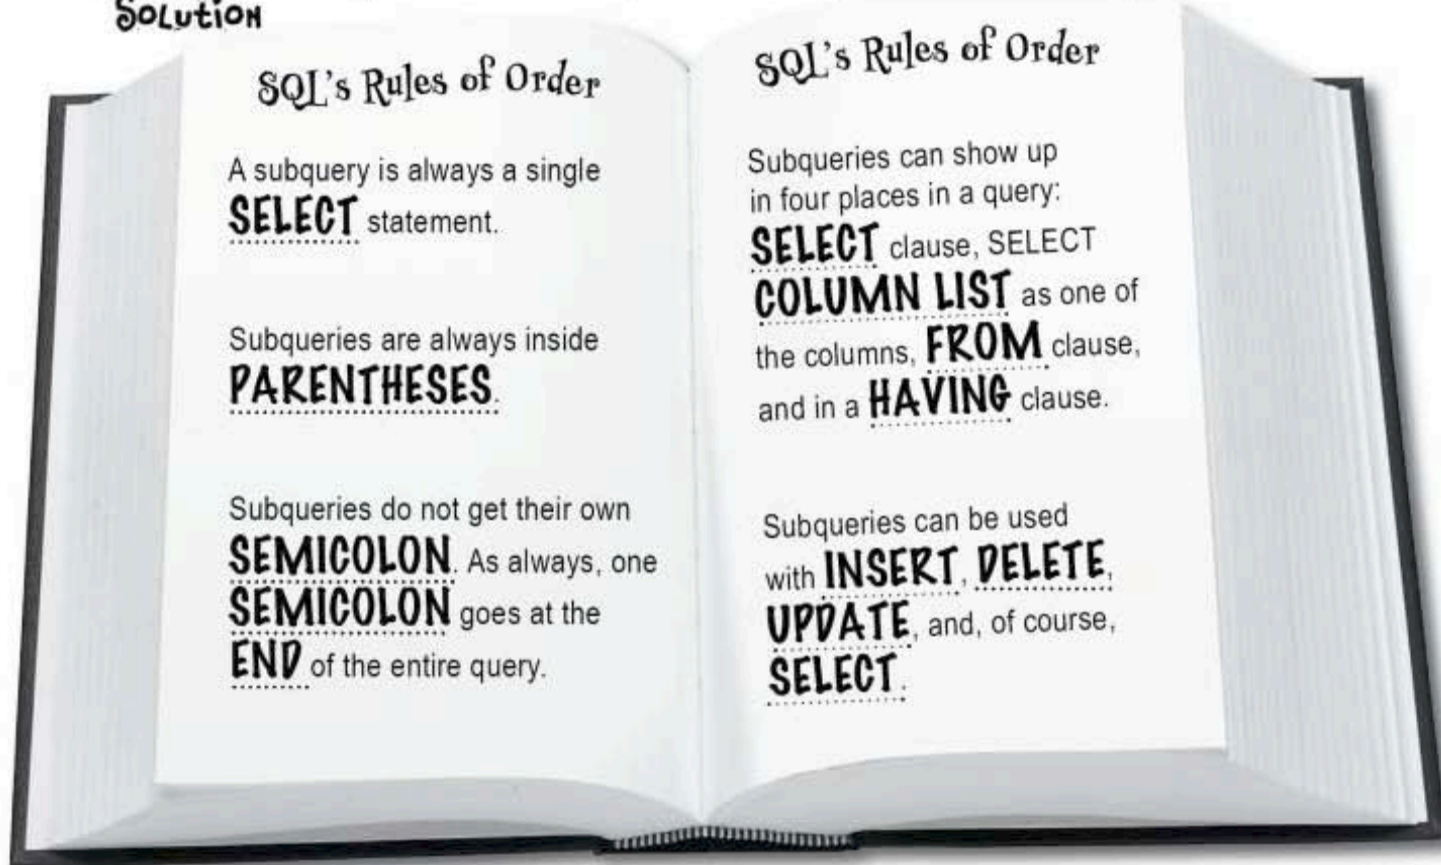 Solution
SQL's Rules of Order
A subquery is always a single
SELECT statement.
Subqueries are always inside
PARENTHESES.
Subqueries do not get their own
SEMICOLON. As always, one
SEMICOLON goes at the
END of the entire query.
SQL's Rules of Order
Subqueries can show up
in four places in a query:
SELECT clause, SELECT
COLUMN LIST as one of
the columns, FROM clause,
and in a HAVING clause.
Subqueries can be used
with INSERT, DELETE,
UPDATE, and, of course,
SELECT.